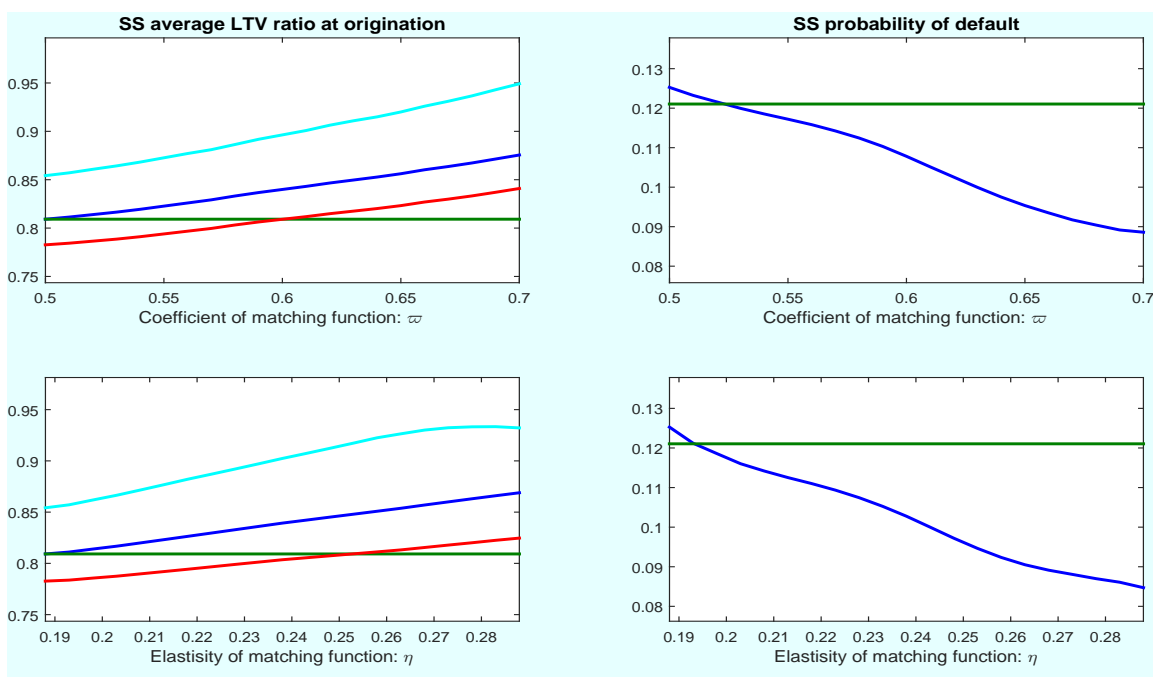 SS average LTV ratio at origination
0.95
0.9
0.85
0.8
0.75
0.5 0.55 0.6 0.65 0.7
Coefficient of matching function: ϖ
SS probability of default
0.13
0.12
0.11
0.1
0.09
0.08
0.5 0.55 0.6 0.65 0.7
Coefficient of matching function: ϖ
0.95
0.9
0.85
0.8
0.75
0.19 0.2 0.21 0.22 0.23 0.24 0.25 0.26 0.27 0.28
Elastisity of matching function: η
0.13
0.12
0.11
0.1
0.09
0.08
0.19 0.2 0.21 0.22 0.23 0.24 0.25 0.26 0.27 0.28
Elastisity of matching function: η